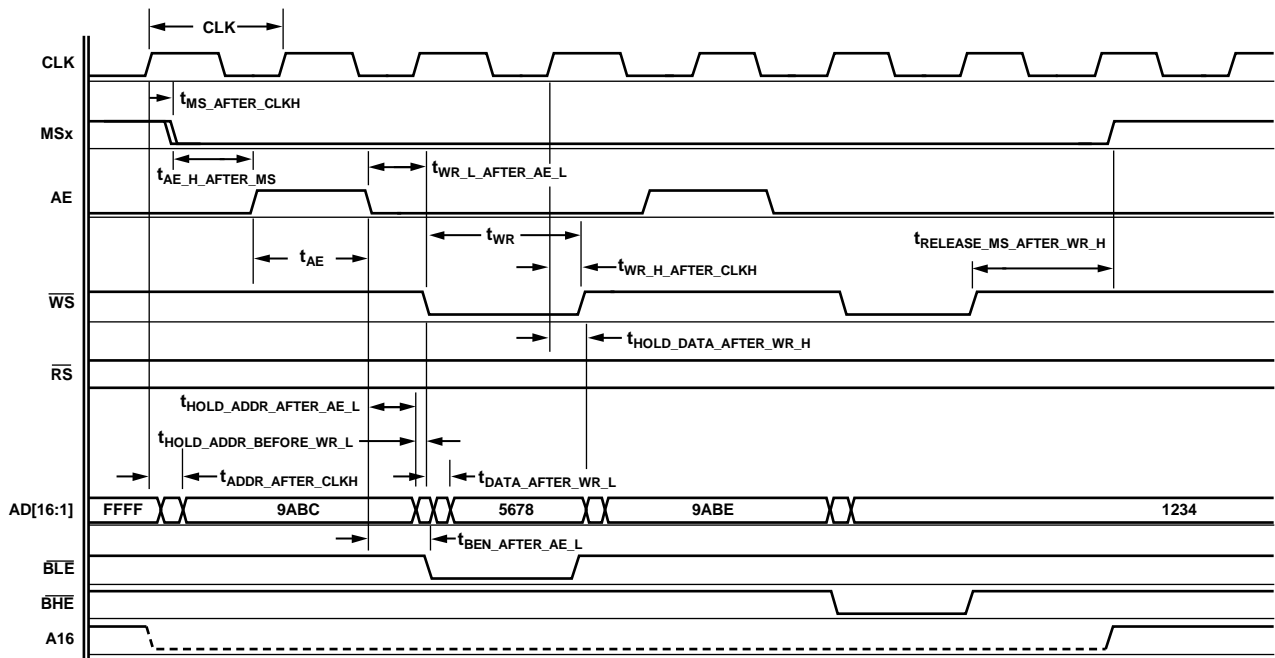 CLK
CLK
tMS_AFTER_CLKH
MSx
tAE_H_AFTER_MS
tWR_L_AFTER_AE_L
AE
tWR
tRELEASE_MS_AFTER_WR_H
tAE
tWR_H_AFTER_CLKH
WS
tHOLD_DATA_AFTER_WR_H
RS
tHOLD_ADDR_AFTER_AE_L
tHOLD_ADDR_BEFORE_WR_L
tADDR_AFTER_CLKH
tDATA_AFTER_WR_L
AD[16:1] FFFF 9ABC 5678 9ABE 1234
tBEN_AFTER_AE_L
BLE
BHE
A16